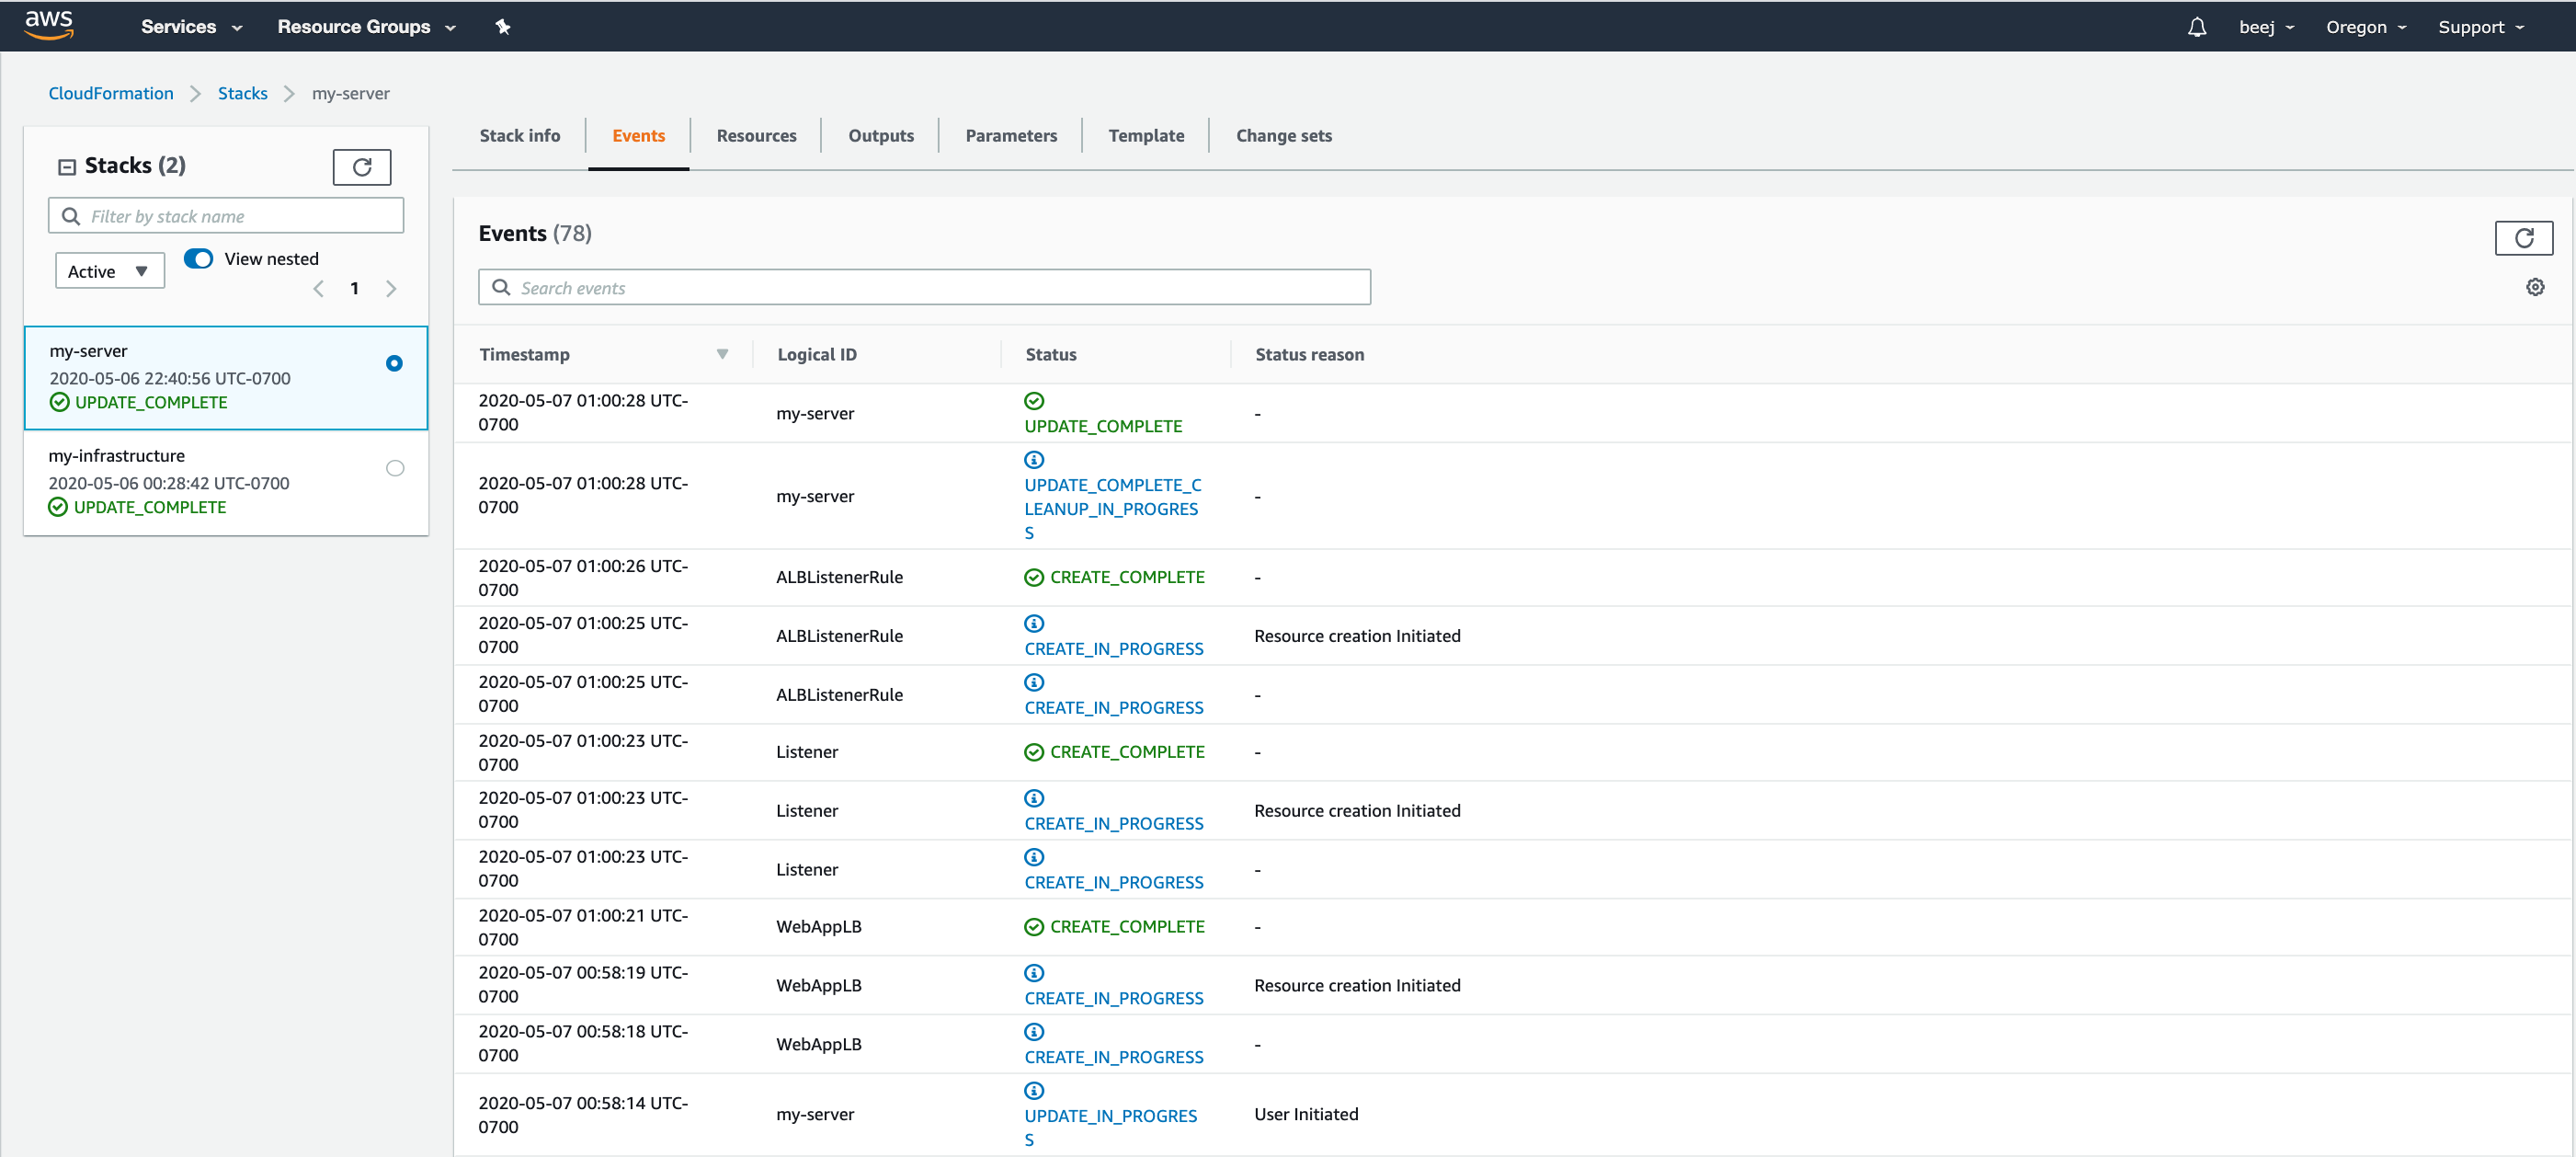 aws Services Resource Groups beej Oregon Support
CloudFormation Stacks my-server
Stacks (2)
Filter by stack name
Active View nested
1
my-server
2020-05-06 22:40:56 UTC-0700
UPDATE_COMPLETE
my-infrastructure
2020-05-06 00:28:42 UTC-0700
UPDATE_COMPLETE
Stack info Events Resources Outputs Parameters Template Change sets
Events (78)
Search events
Timestamp Logical ID Status Status reason
2020-05-07 01:00:28 UTC-
0700
my-server
UPDATE_COMPLETE
-
2020-05-07 01:00:28 UTC-
0700
my-server
UPDATE_COMPLETE_C
LEANUP_IN_PROGRES
S
-
2020-05-07 01:00:26 UTC-
0700
ALBListenerRule
CREATE_COMPLETE
-
2020-05-07 01:00:25 UTC-
0700
ALBListenerRule
CREATE_IN_PROGRESS
Resource creation Initiated
2020-05-07 01:00:25 UTC-
0700
ALBListenerRule
CREATE_IN_PROGRESS
-
2020-05-07 01:00:23 UTC-
0700
Listener
CREATE_COMPLETE
-
2020-05-07 01:00:23 UTC-
0700
Listener
CREATE_IN_PROGRESS
Resource creation Initiated
2020-05-07 01:00:23 UTC-
0700
Listener
CREATE_IN_PROGRESS
-
2020-05-07 01:00:21 UTC-
0700
WebAppLB
CREATE_COMPLETE
-
2020-05-07 00:58:19 UTC-
0700
WebAppLB
CREATE_IN_PROGRESS
Resource creation Initiated
2020-05-07 00:58:18 UTC-
0700
WebAppLB
CREATE_IN_PROGRESS
-
2020-05-07 00:58:14 UTC-
0700
my-server
UPDATE_IN_PROGRES
S
User Initiated